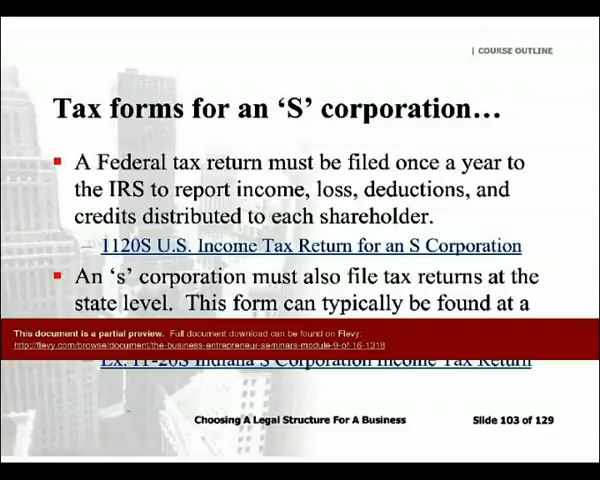 | COURSE OUTLINE
Tax forms for an ‘S’ corporation…
▪ A Federal tax return must be filed once a year to
the IRS to report income, loss, deductions, and
credits distributed to each shareholder.
– 1120S U.S. Income Tax Return for an S Corporation
▪ An ‘s’ corporation must also file tax returns at the
state level. This form can typically be found at a
This document is a partial preview. Full document download can be found on Flevy:
http://flevy.com/browse/document/the-business-entrepreneur-seminars-module-9-of-16-1318
Ex. 11-20S Indiana S Corporation Income Tax Return
Choosing A Legal Structure For A Business
Slide 103 of 129